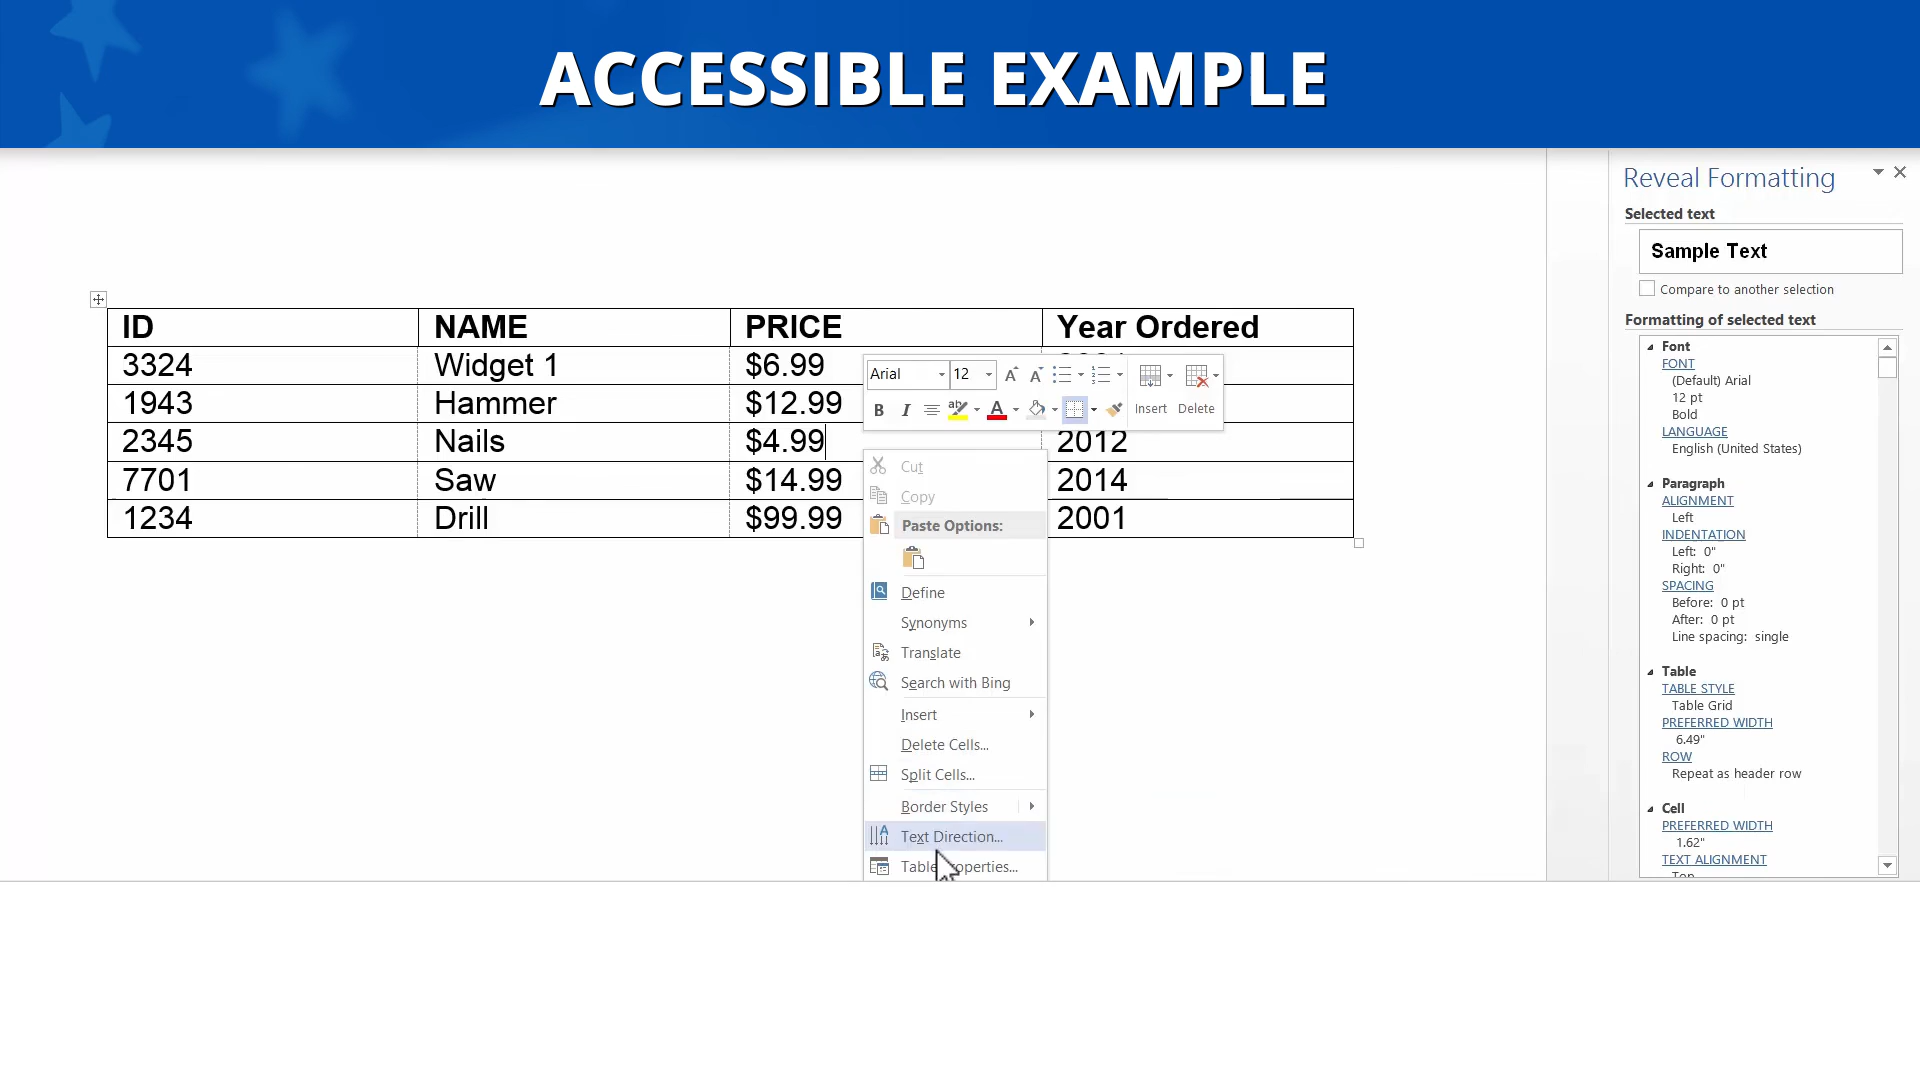 ACCESSIBLE EXAMPLE
ID NAME PRICE Year Ordered
3324 Widget 1 $6.99
1943 Hammer $12.99
2345 Nails $4.99 2012
7701 Saw $14.99 2014
1234 Drill $99.99 2001
Arial 12
B I A Insert Delete
Cut
Copy
Paste Options:
Define
Synonyms
Translate
Search with Bing
Insert
Delete Cells...
Split Cells...
Border Styles
Text Direction...
Table Properties...
Reveal Formatting
Selected text
Sample Text
Compare to another selection
Formatting of selected text
Font
FONT
(Default) Arial
12 pt
Bold
LANGUAGE
English (United States)
Paragraph
ALIGNMENT
Left
INDENTATION
Left: 0"
Right: 0"
SPACING
Before: 0 pt
After: 0 pt
Line spacing: single
Table
TABLE STYLE
Table Grid
PREFERRED WIDTH
6.49"
ROW
Repeat as header row
Cell
PREFERRED WIDTH
1.62"
TEXT ALIGNMENT
Top